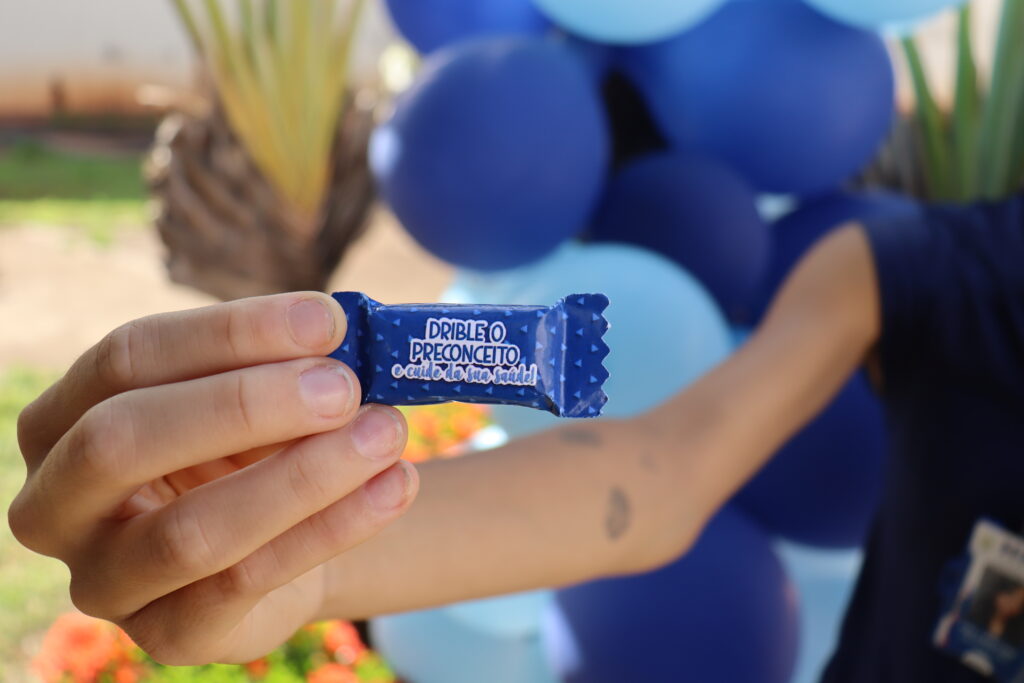 DRIBLE O
PRECONCEITO
e cuide da sua saúde!